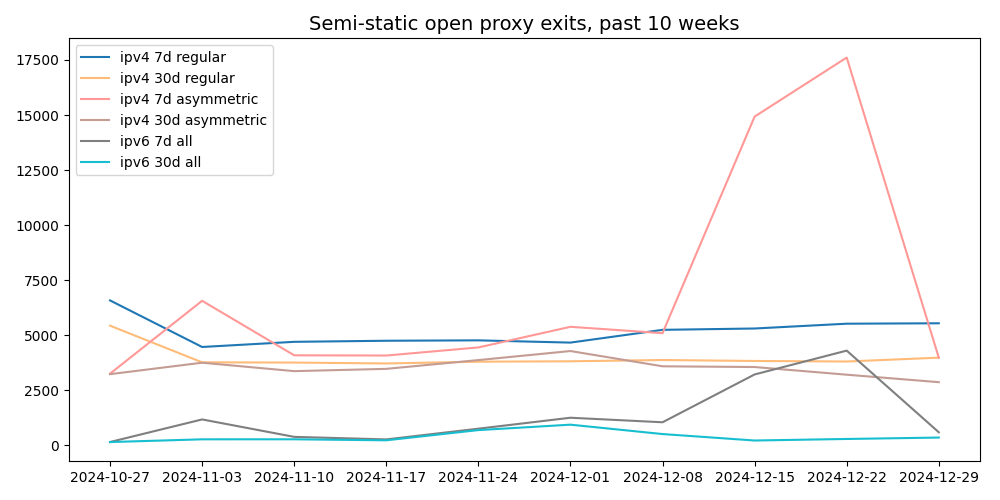 Semi-static open proxy exits, past 10 weeks
ipv4 7d regular
ipv4 30d regular
ipv4 7d asymmetric
ipv4 30d asymmetric
ipv6 7d all
ipv6 30d all
17500
15000
12500
10000
7500
5000
2500
0
2024-10-27 2024-11-03 2024-11-10 2024-11-17 2024-11-24 2024-12-01 2024-12-08 2024-12-15 2024-12-22 2024-12-29